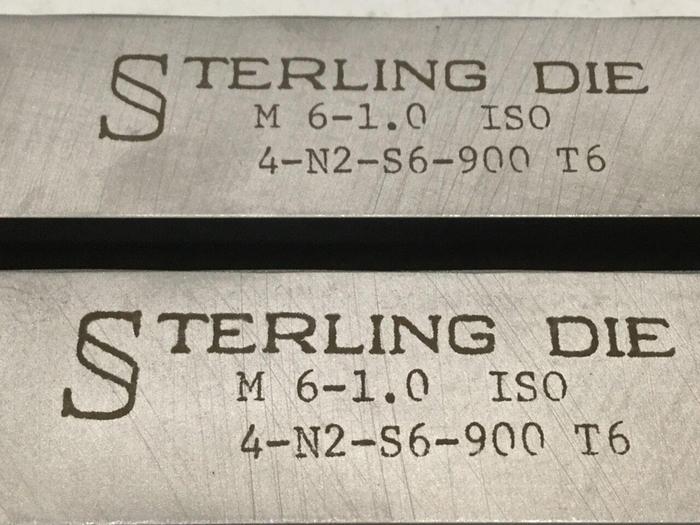 STERLING DIE
M 6-1.0 ISO
4-N2-S6-900 T6
STERLING DIE
M 6-1.0 ISO
4-N2-S6-900 T6